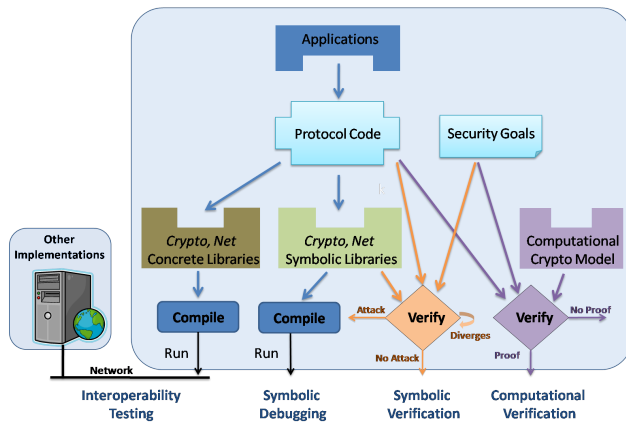 Applications
Protocol Code
Security Goals
Other
Implementations
Crypto, Net
Concrete Libraries
Crypto, Net
Symbolic Libraries
Computational
Crypto Model
Compile
Compile
Attack
Verify
Diverges
Verify
No Proof
Run
Run
No Attack
Proof
Network
Interoperability
Testing
Symbolic
Debugging
Symbolic
Verification
Computational
Verification